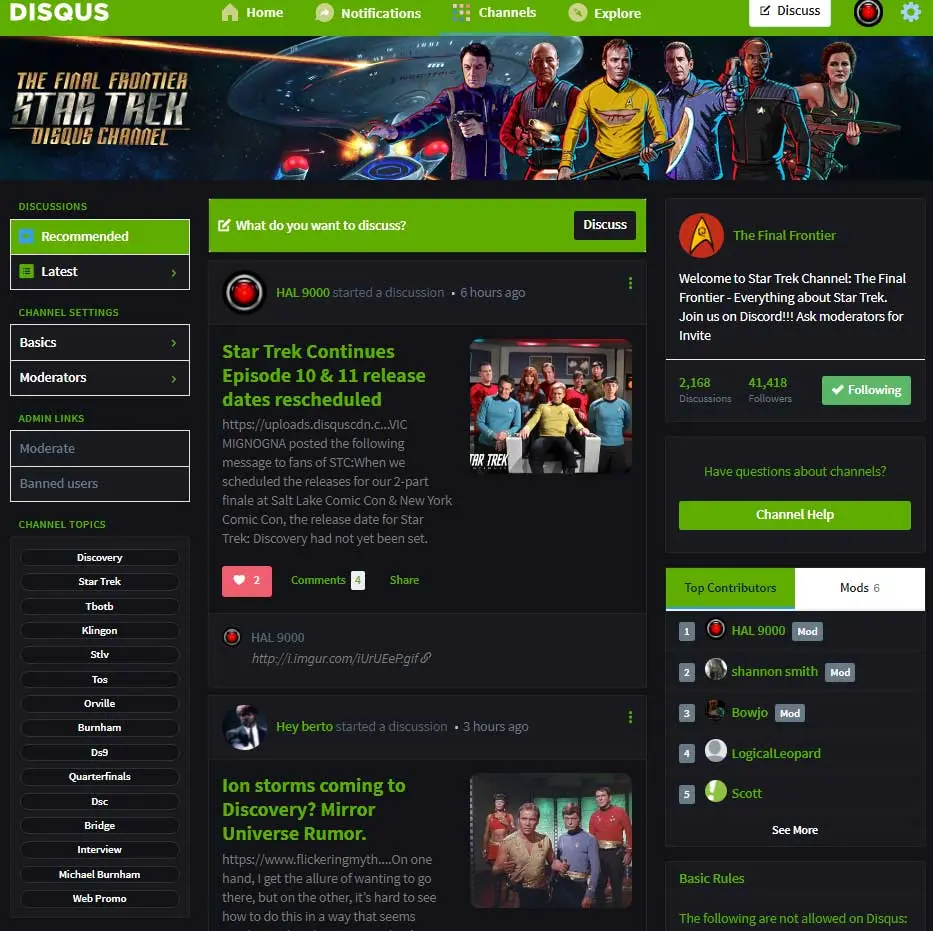 DISQUS
Home
Notifications
Channels
Explore
Discuss
THE FINAL FRONTIER
STAR TREK
DISQUS CHANNEL
DISCUSSIONS
Recommended
Latest
CHANNEL SETTINGS
Basics
Moderators
ADMIN LINKS
Moderate
Banned users
CHANNEL TOPICS
Discovery
Star Trek
Tbotb
Klingon
Stlv
Tos
Orville
Burnham
Ds9
Quarterfinals
Dsc
Bridge
Interview
Michael Burnham
Web Promo
What do you want to discuss?
Discuss
HAL 9000 started a discussion • 6 hours ago
Star Trek Continues
Episode 10 & 11 release
dates rescheduled
https://uploads.disquscdn.c...VIC
MIGNOGNA posted the following
message to fans of STC:When we
scheduled the releases for our 2-part
finale at Salt Lake Comic Con & New York
Comic Con, the release date for Star
Trek: Discovery had not yet been set.
TAR TREK
2
Comments 4
Share
HAL 9000
http://i.imgur.com/iUrUEeP.gif
Hey berto started a discussion • 3 hours ago
Ion storms coming to
Discovery? Mirror
Universe Rumor.
https://www.flickeringmyth....On one
hand, I get the allure of wanting to go
there, but on the other, it's hard to see
how to do this in a way that seems
The Final Frontier
Welcome to Star Trek Channel: The Final
Frontier - Everything about Star Trek.
Join us on Discord!!! Ask moderators for
Invite
2,168
Discussions
41,418
Followers
Following
Have questions about channels?
Channel Help
Top Contributors
Mods 6
1 HAL 9000 Mod
2 shannon smith Mod
3 Bowjo Mod
4 LogicalLeopard
5 Scott
See More
Basic Rules
The following are not allowed on Disqus: